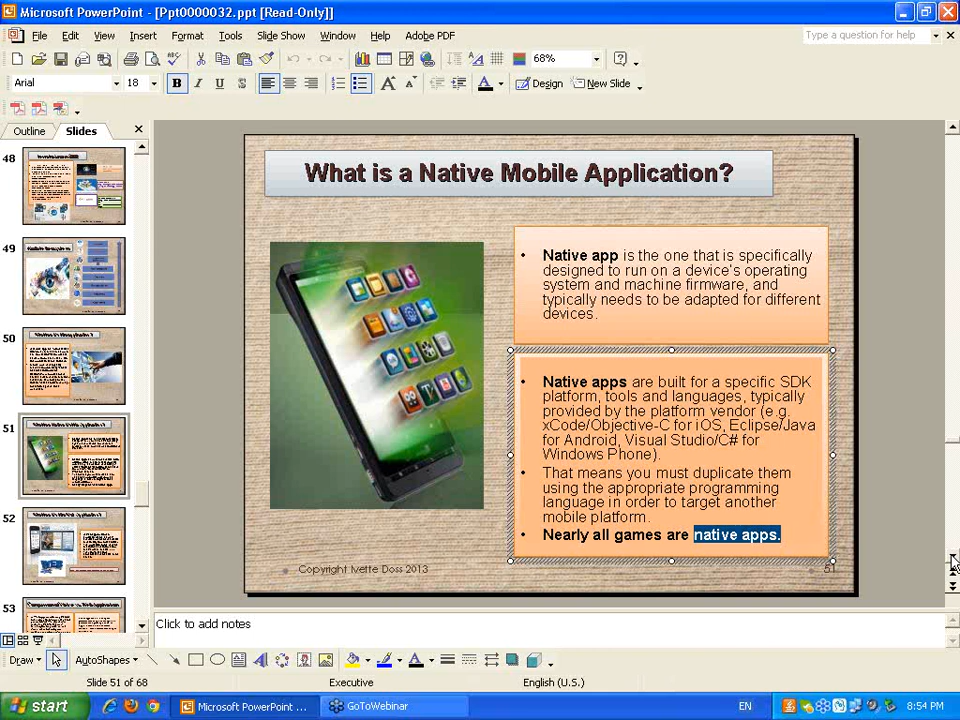 Microsoft PowerPoint - [Ppt0000032.ppt [Read-Only]]
File Edit View Insert Format Tools Slide Show Window Help Adobe PDF
Type a question for help
68%
Arial 18 B I U S Design New Slide
Outline Slides
48
49
50
51
52
53
What is a Native Mobile Application?
• Native app is the one that is specifically
designed to run on a device's operating
system and machine firmware, and
typically needs to be adapted for different
devices.
• Native apps are built for a specific SDK
platform, tools and languages, typically
provided by the platform vendor (e.g.
xCode/Objective-C for iOS, Eclipse/Java
for Android, Visual Studio/C# for
Windows Phone).
• That means you must duplicate them
using the appropriate programming
language in order to target another
mobile platform.
• Nearly all games are native apps.
Copyright Ivette Doss 2013
51
Click to add notes
Draw AutoShapes
Slide 51 of 68 Executive English (U.S.)
start Microsoft PowerPoint ... GoToWebinar EN 8:54 PM